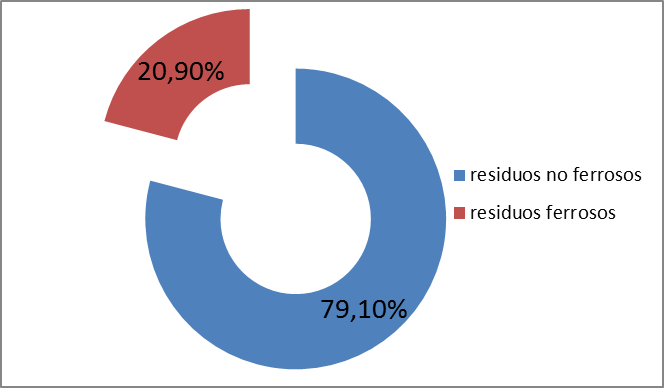 20,90%
residuos no ferrosos
residuos ferrosos
79,10%